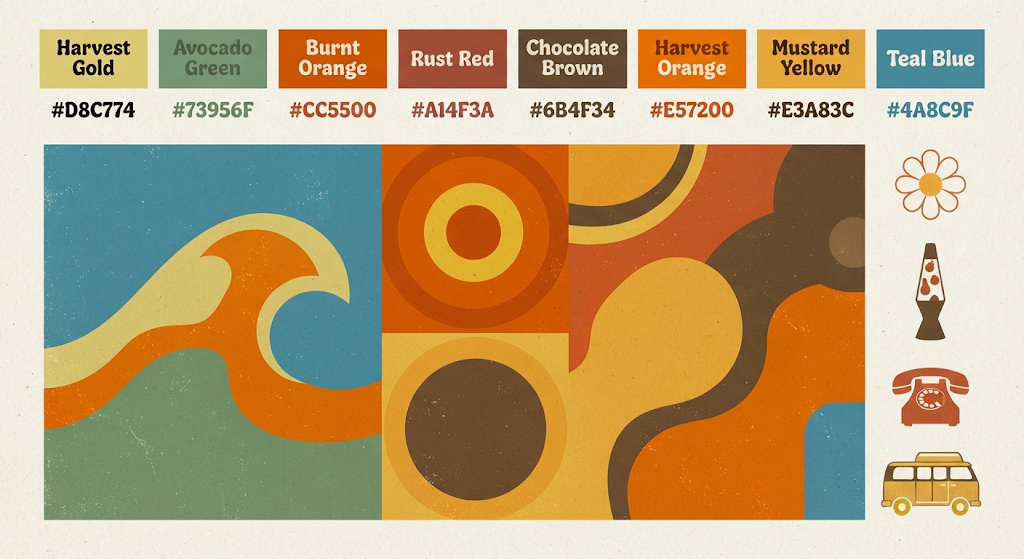 Harvest
Gold
Avocado
Green
Burnt
Orange
Rust Red
Chocolate
Brown
Harvest
Orange
Mustard
Yellow
Teal Blue
#D8C774
#73956F
#CC5500
#A14F3A
#6B4F34
#E57200
#E3A83C
#4A8C9F